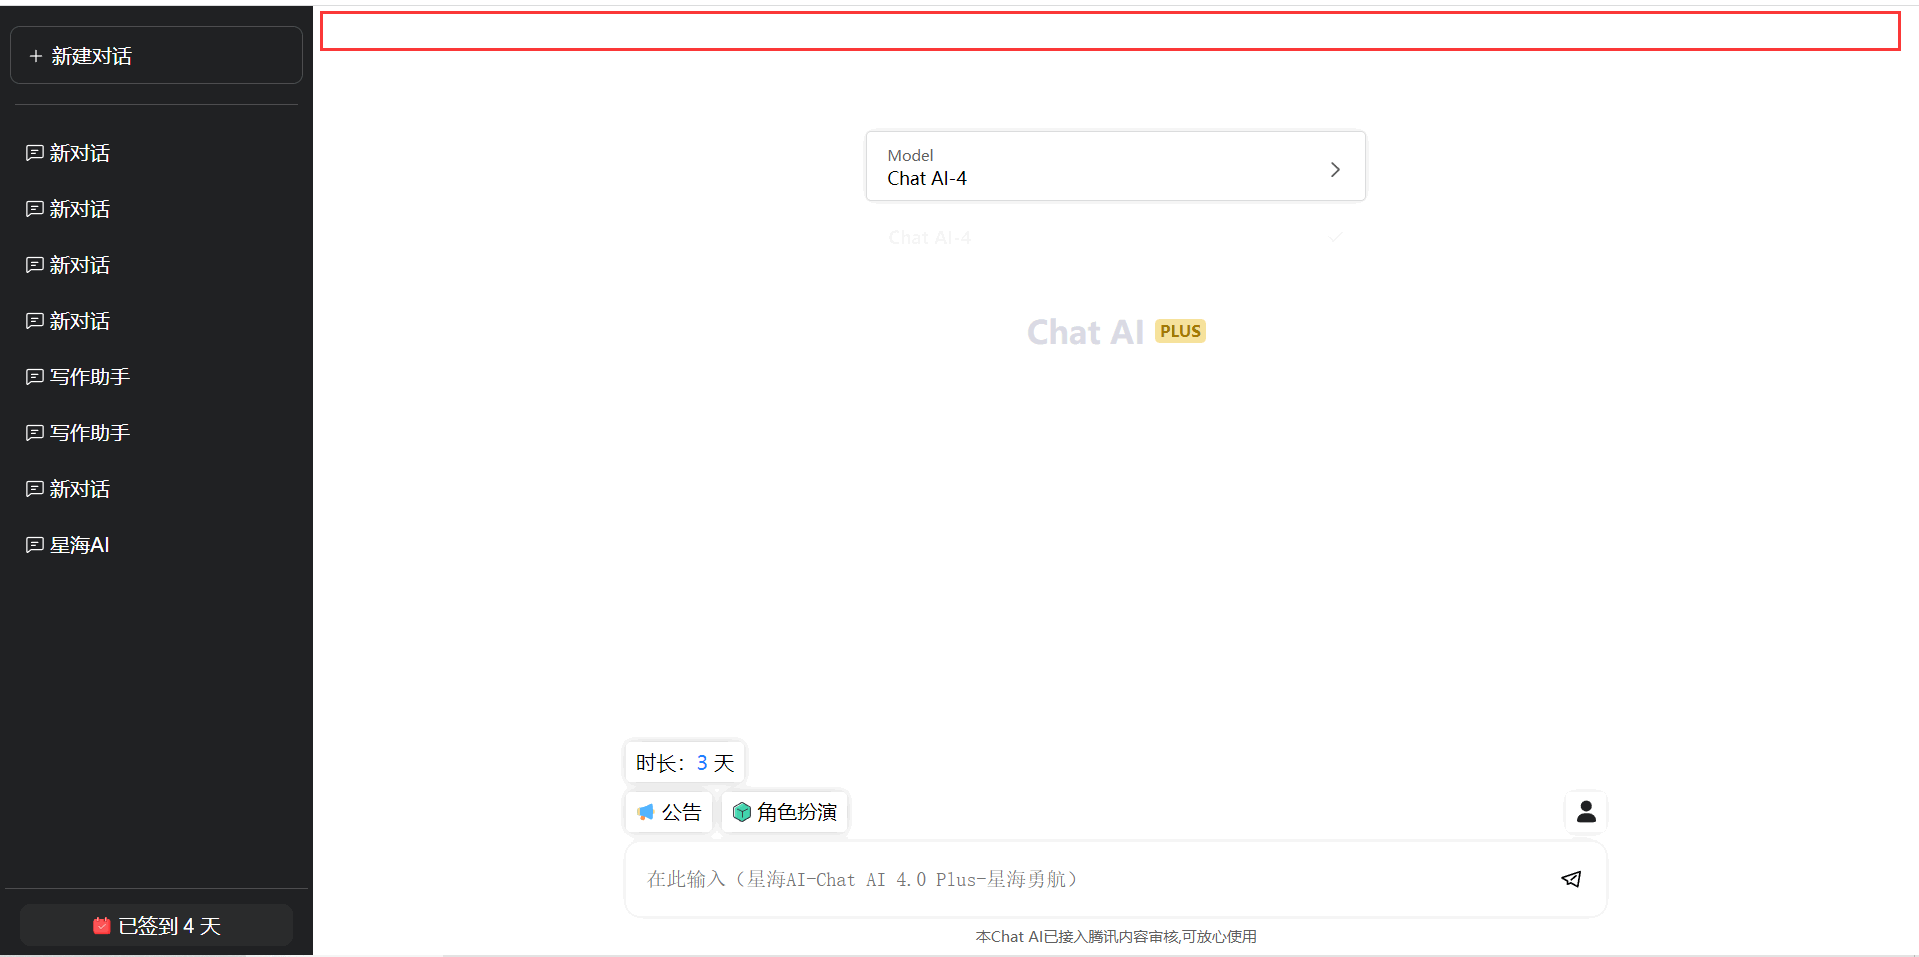 新建对话
新对话
新对话
新对话
新对话
写作助手
写作助手
新对话
星海AI
已签到 4 天
Model
Chat AI-4
Chat AI-4
Chat AI PLUS
时长：3 天
公告
角色扮演
在此输入（星海AI-Chat AI 4.0 Plus-星海勇航）
本Chat AI已接入腾讯内容审核,可放心使用